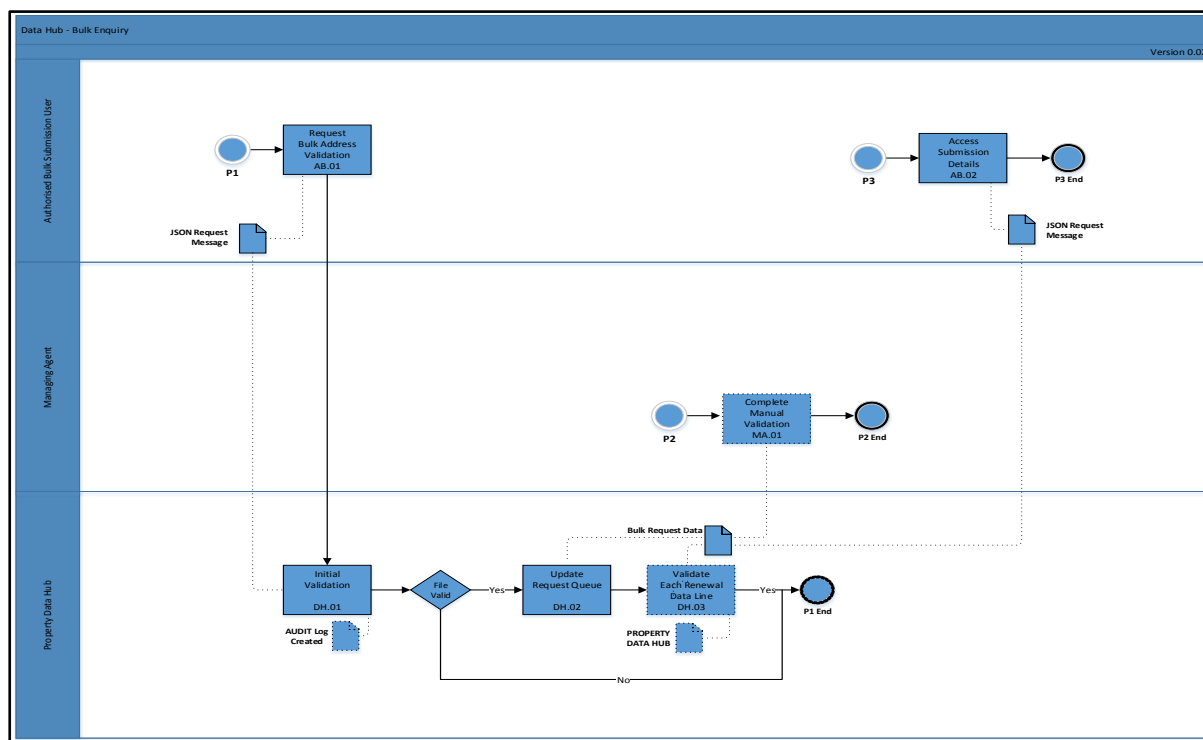 Data Hub - Bulk Enquiry
Version 0.02
Authorised Bulk Submission User
Request
Bulk Address
Validation
AB.01
P1
JSON Request
Message
Access
Submission
Details
AB.02
P3
P3 End
JSON Request
Message
Managing Agent
Complete
Manual
Validation
MA.01
P2
P2 End
Property Data Hub
Bulk Request Data
Initial
Validation
DH.01
File
Valid
Yes
Update
Request Queue
DH.02
Validate
Each Renewal
Data Line
DH.03
Yes
P1 End
AUDIT Log
Created
PROPERTY
DATA HUB
No